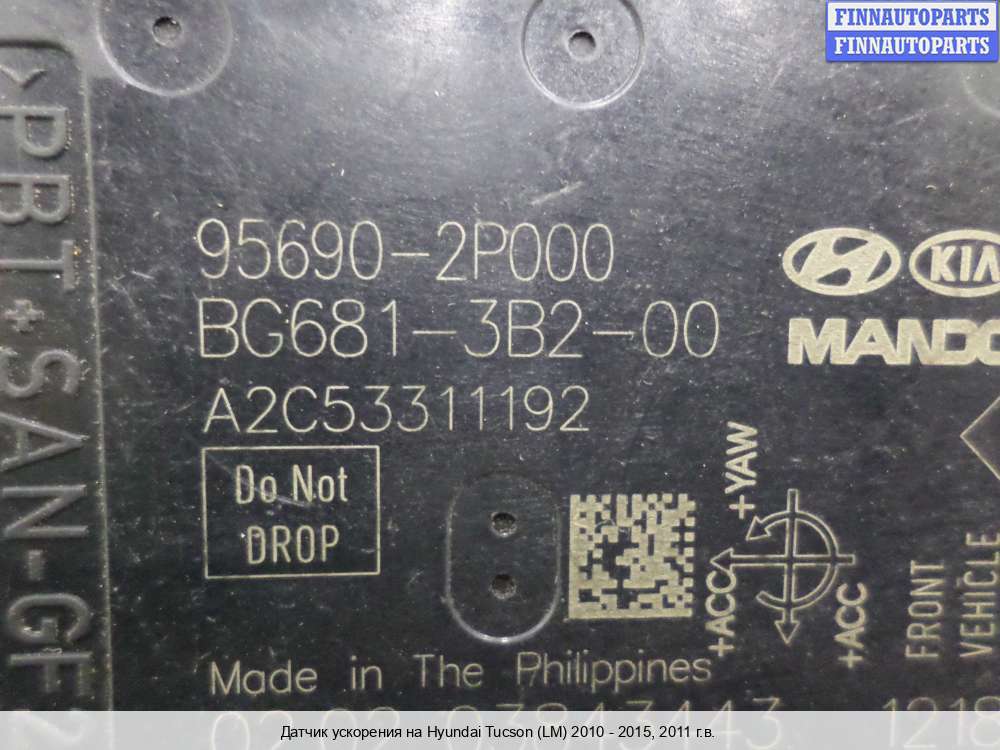 FINNAUTOPARTS
FINNAUTOPARTS
PBT+SAN-GF
95690-2P000
BG681-3B2-00
KIA
MANDO
A2C53311192
Do Not
DROP
+YAW
+ACC
+ACC
FRONT
VEHICLE
Made in The Philippines
Датчик ускорения на Hyundai Tucson (LM) 2010 - 2015, 2011 г.в.